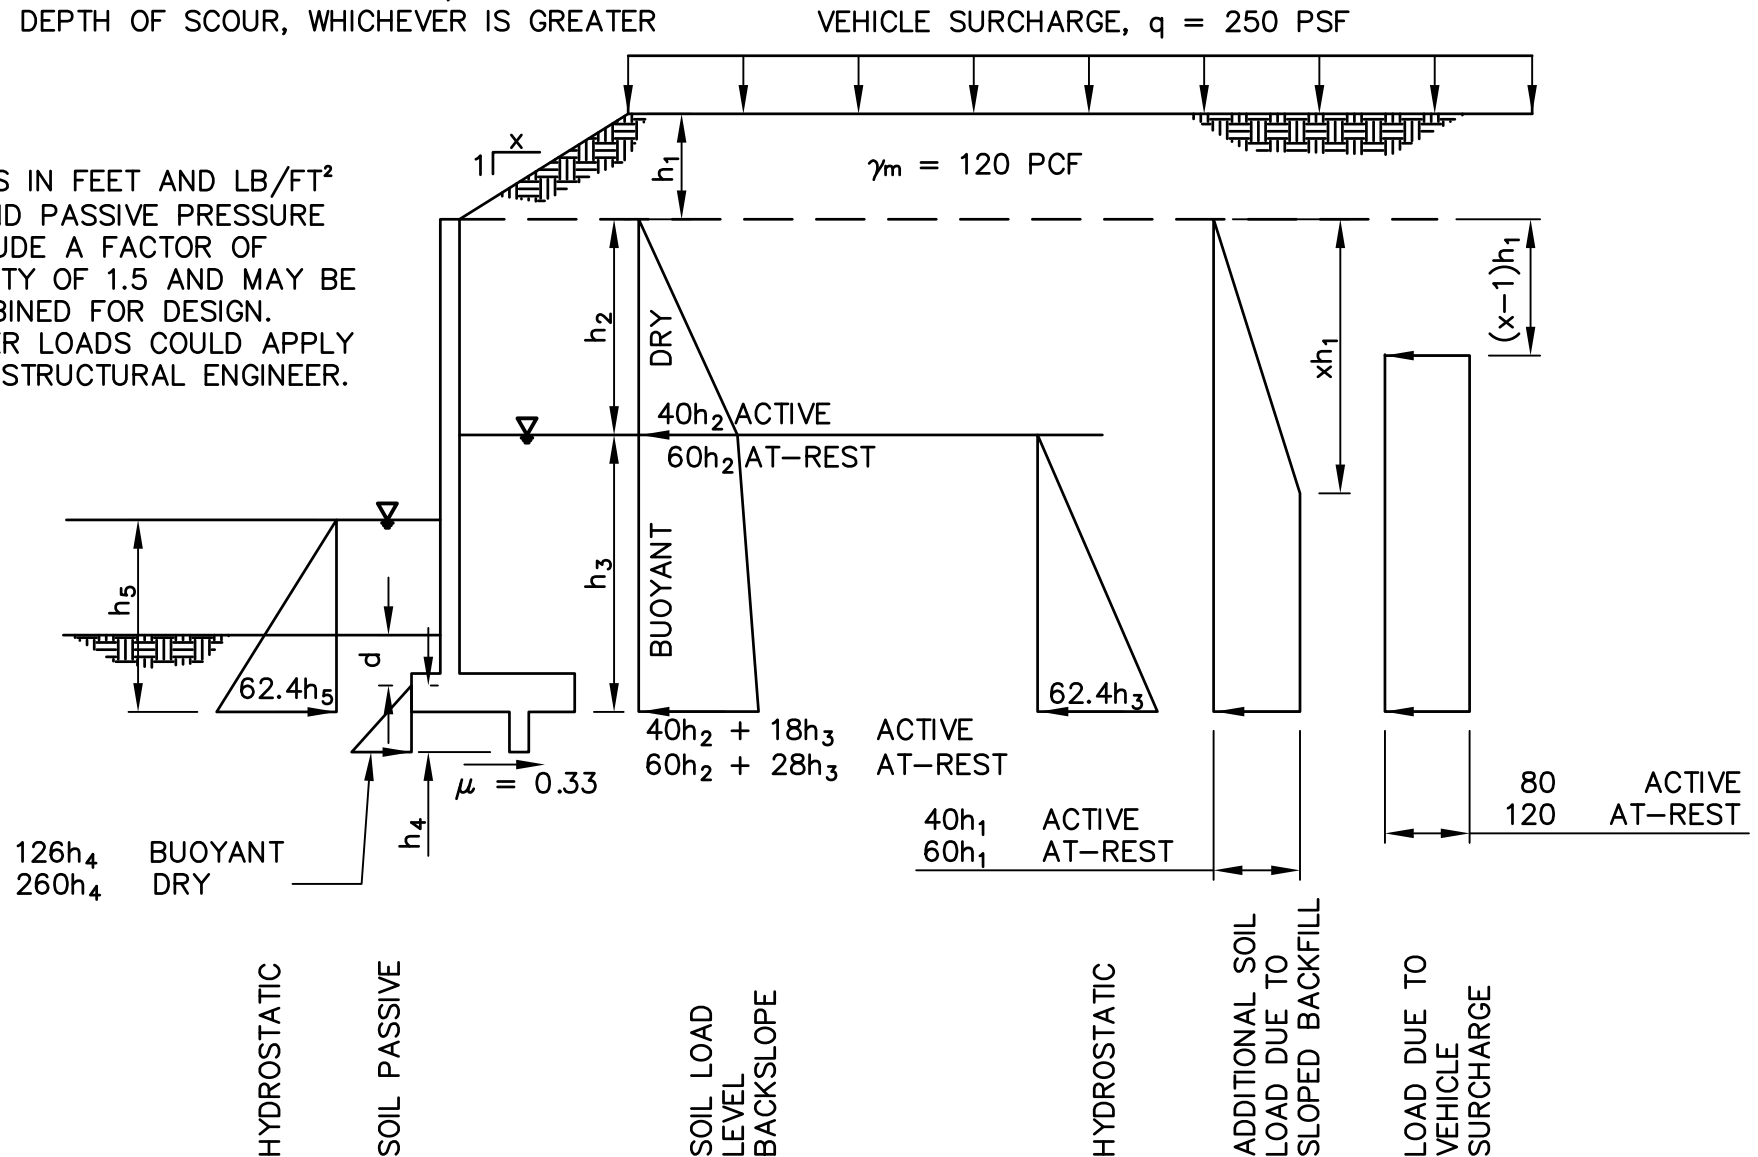 DEPTH OF SCOUR, WHICHEVER IS GREATER
VEHICLE SURCHARGE, q = 250 PSF
x
1
h₁
γm = 120 PCF
S IN FEET AND LB/FT²
ND PASSIVE PRESSURE
UDE A FACTOR OF
TY OF 1.5 AND MAY BE
BINED FOR DESIGN.
ER LOADS COULD APPLY
STRUCTURAL ENGINEER.
h₂
DRY
xh₁
(x-1)h₁
40h₂ ACTIVE
60h₂ AT-REST
h₅
h₃
BUOYANT
d
62.4h₅
62.4h₃
40h₂ + 18h₃ ACTIVE
60h₂ + 28h₃ AT-REST
μ = 0.33
h₄
80 ACTIVE
120 AT-REST
40h₁ ACTIVE
60h₁ AT-REST
126h₄ BUOYANT
260h₄ DRY
HYDROSTATIC
SOIL PASSIVE
SOIL LOAD
LEVEL
BACKSLOPE
HYDROSTATIC
ADDITIONAL SOIL
LOAD DUE TO
SLOPED BACKFILL
LOAD DUE TO
VEHICLE
SURCHARGE